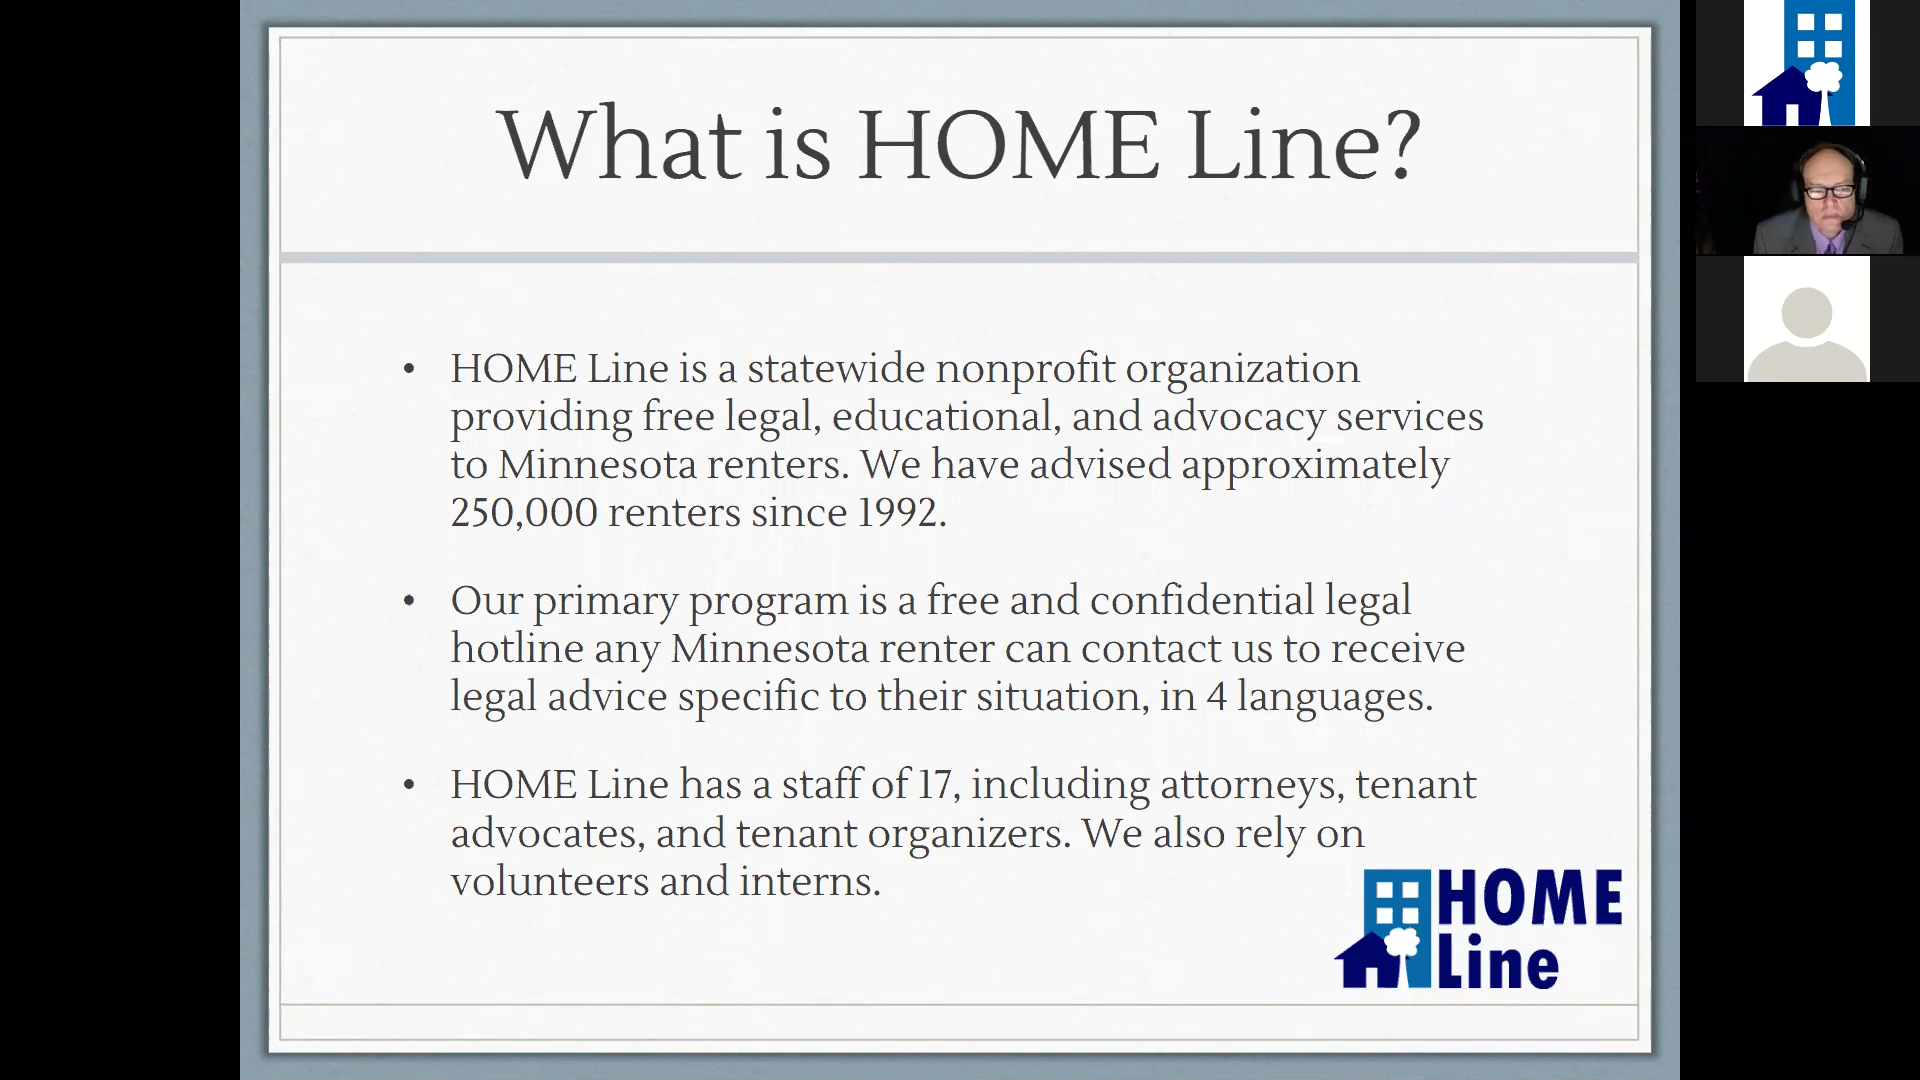 What is HOME Line?
• HOME Line is a statewide nonprofit organization
providing free legal, educational, and advocacy services
to Minnesota renters. We have advised approximately
250,000 renters since 1992.
• Our primary program is a free and confidential legal
hotline any Minnesota renter can contact us to receive
legal advice specific to their situation, in 4 languages.
• HOME Line has a staff of 17, including attorneys, tenant
advocates, and tenant organizers. We also rely on
volunteers and interns.
HOME
Line